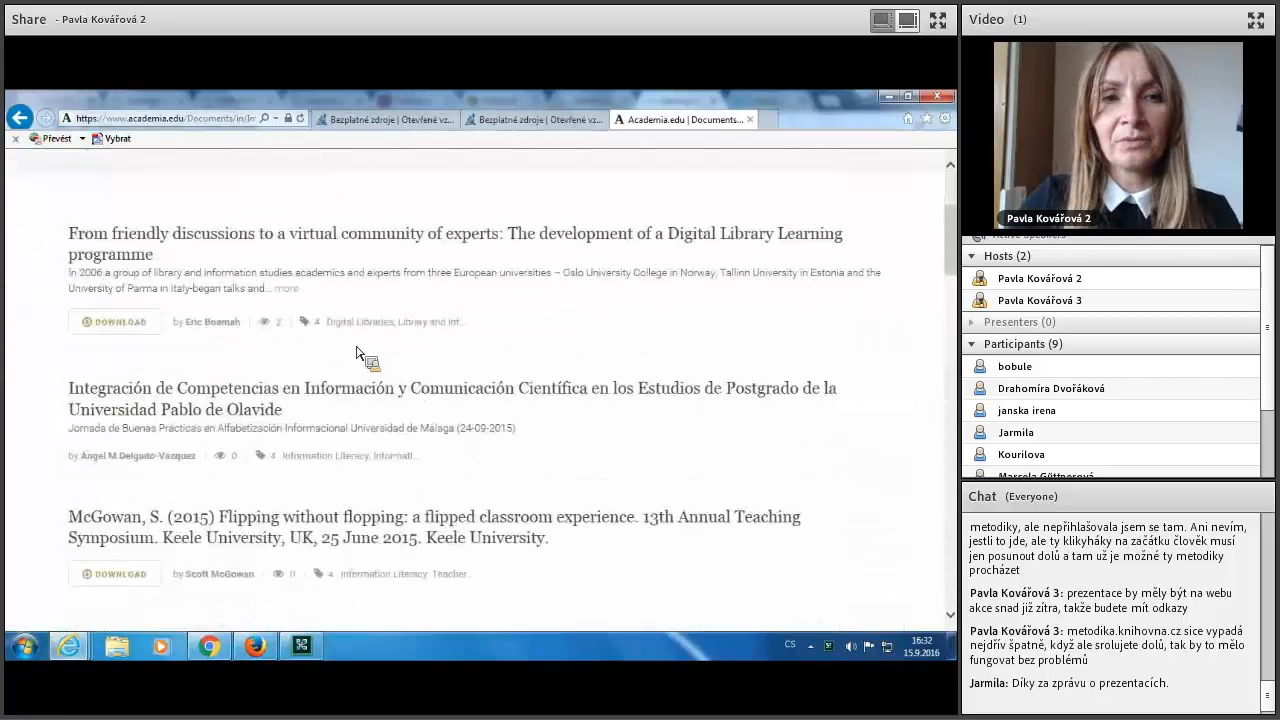 Share - Pavla Kovářová 2
https://www.academia.edu/Documents/in/In
Bezplatné zdroje | Otevřené vz...
Bezplatné zdroje | Otevřené vz...
Academia.edu | Documents...
Převést
Vybrat
From friendly discussions to a virtual community of experts: The development of a Digital Library Learning
programme
In 2006 a group of library and information studies academics and experts from three European universities – Oslo University College in Norway, Tallinn University in Estonia and the
University of Parma in Italy-began talks and... more
DOWNLOAD by Eric Boamah 2 4 Digital Libraries, Library and Inf...
Integración de Competencias en Información y Comunicación Científica en los Estudios de Postgrado de la
Universidad Pablo de Olavide
Jornada de Buenas Prácticas en Alfabetización Informacional Universidad de Málaga (24-09-2015)
by Angel M Delgado-Vázquez 0 4 Information Literacy, Informati...
McGowan, S. (2015) Flipping without flopping: a flipped classroom experience. 13th Annual Teaching
Symposium. Keele University, UK, 25 June 2015. Keele University.
DOWNLOAD by Scott McGowan 0 4 Information Literacy, Teacher...
CS
16:32
15.9.2016
Video (1)
Pavla Kovářová 2
Active Speakers
Hosts (2)
Pavla Kovářová 2
Pavla Kovářová 3
Presenters (0)
Participants (9)
bobule
Drahomíra Dvořáková
janska irena
Jarmila
Kourilova
Marcela Güttnerová
Chat (Everyone)
metodiky, ale nepřihlašovala jsem se tam. Ani nevím,
jestli to jde, ale ty klikyháky na začátku člověk musí
jen posunout dolů a tam už je možné ty metodiky
procházet
Pavla Kovářová 3: prezentace by měly být na webu
akce snad již zítra, takže budete mít odkazy
Pavla Kovářová 3: metodika.knihovna.cz sice vypadá
nejdřív špatně, když ale srolujete dolů, tak by to mělo
fungovat bez problémů
Jarmila: Díky za zprávu o prezentacích.